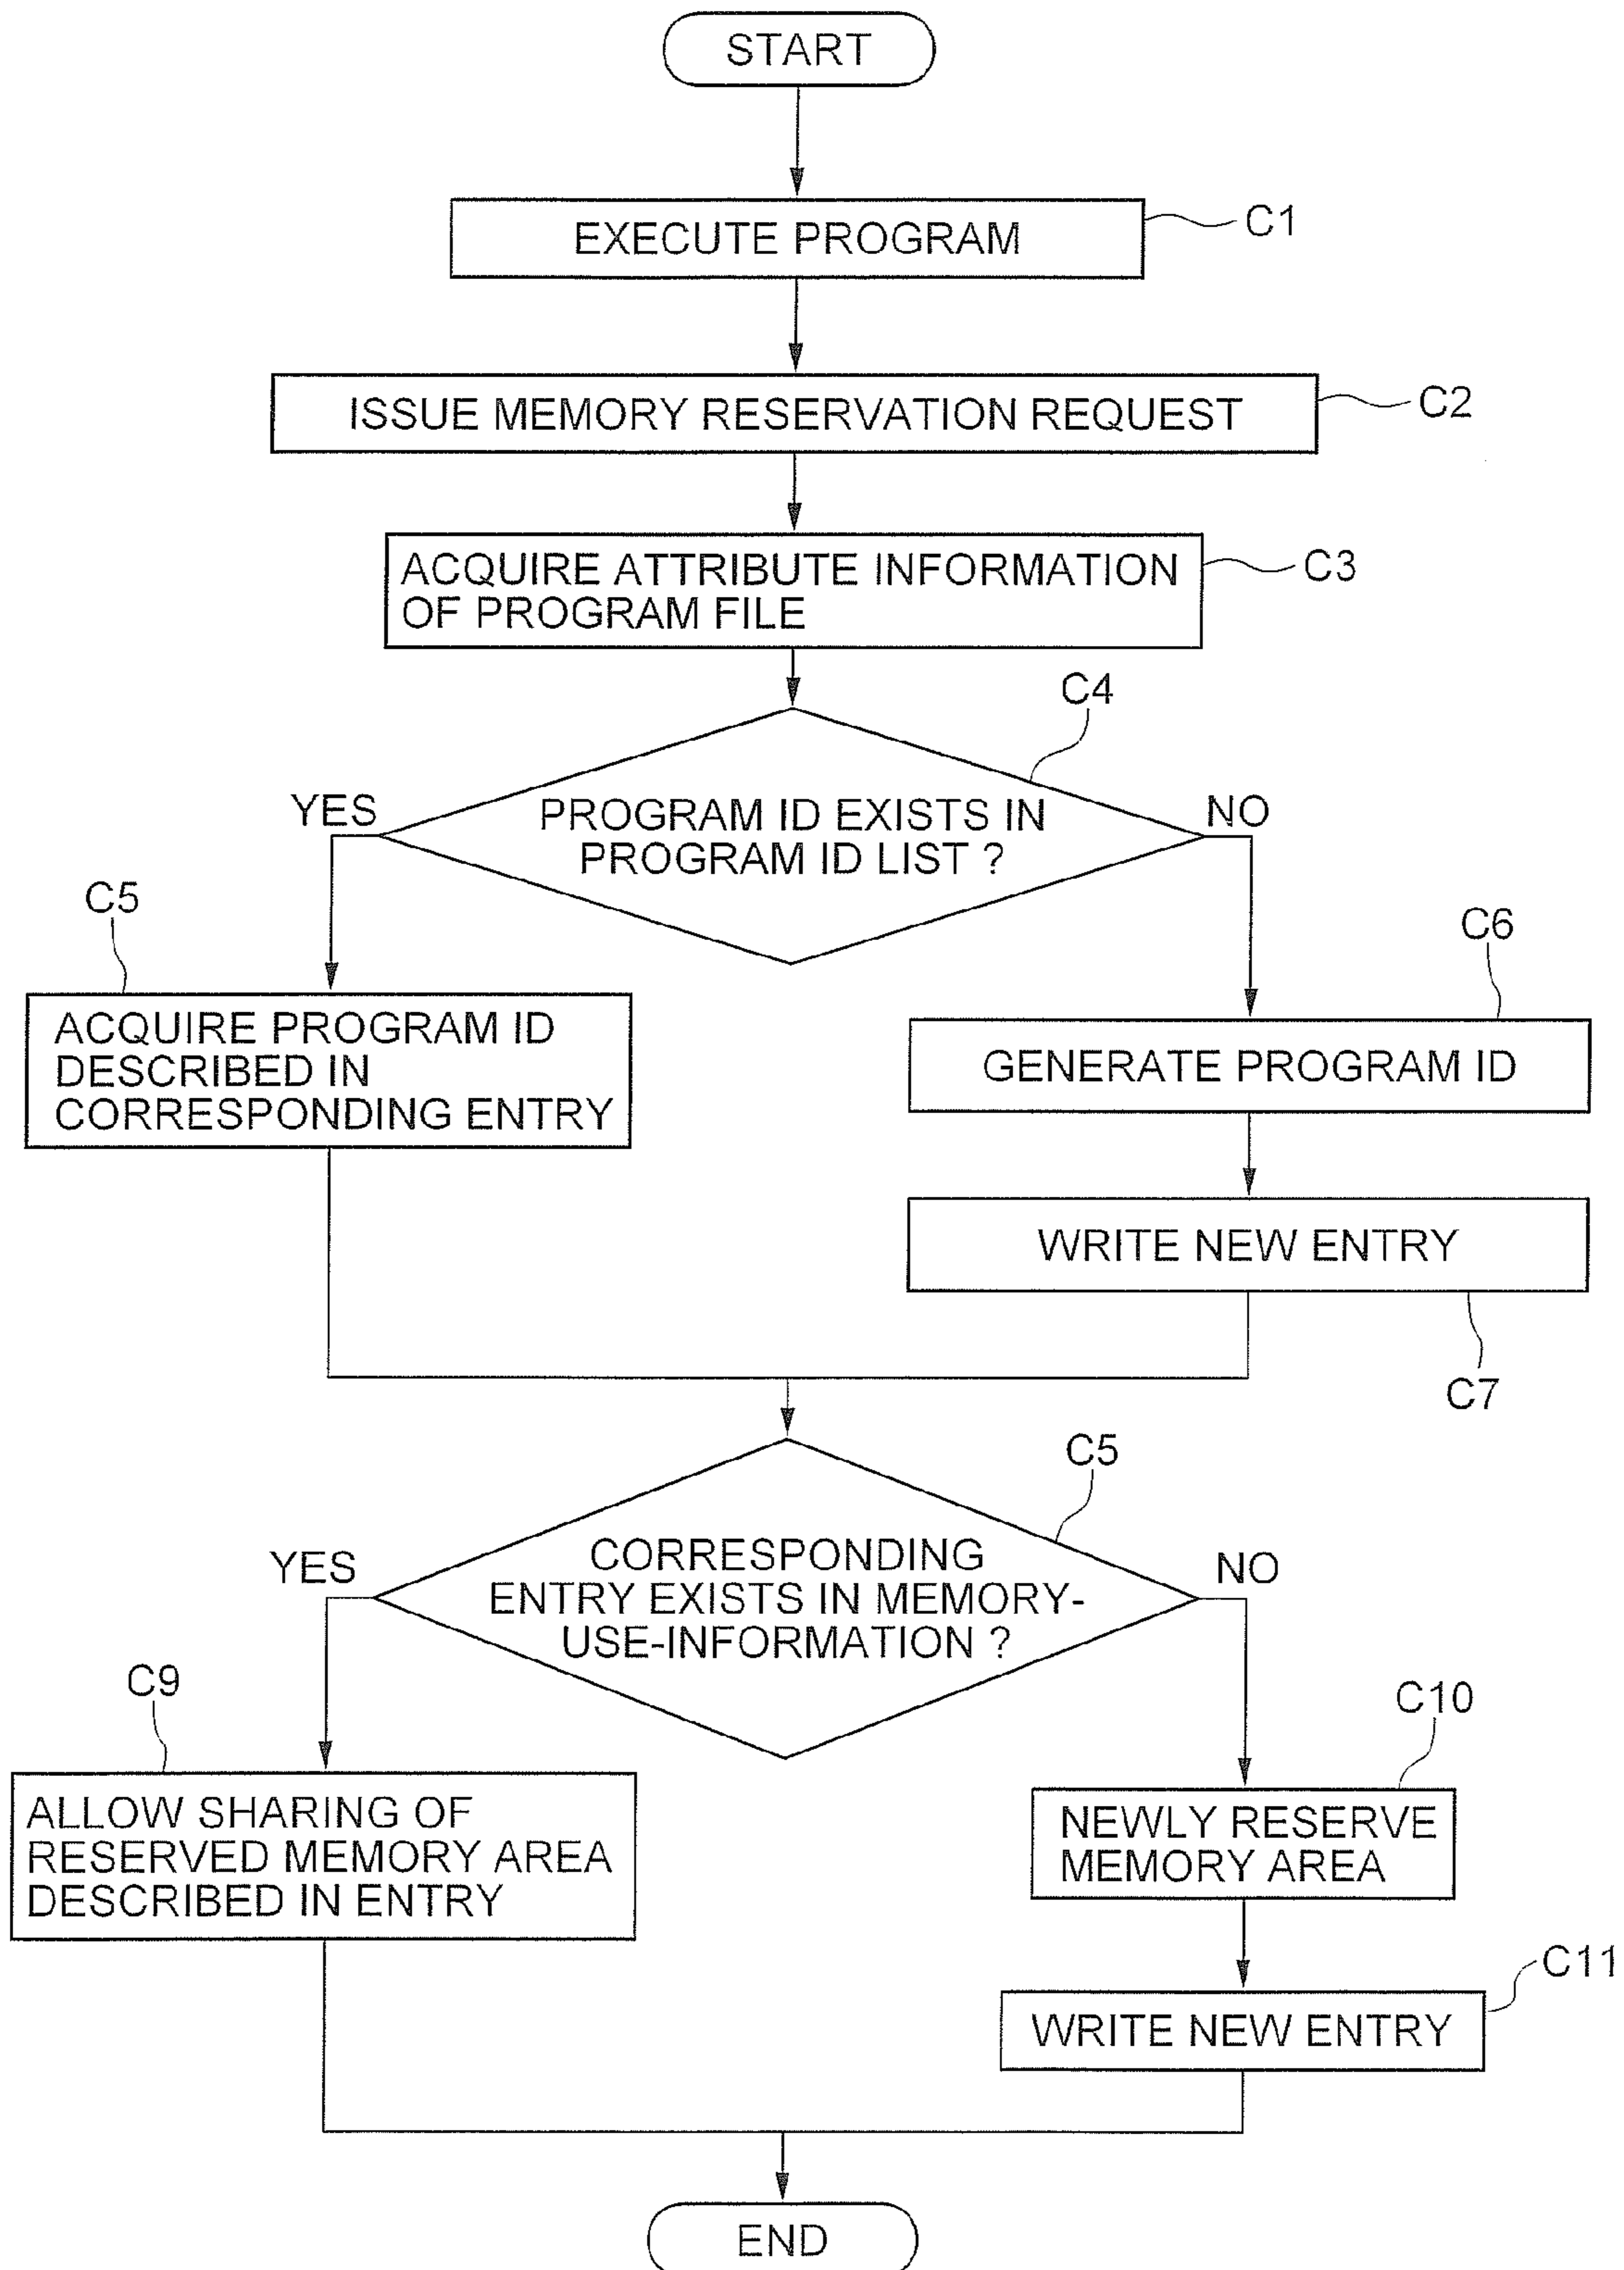 START
EXECUTE PROGRAM
C1
ISSUE MEMORY RESERVATION REQUEST
C2
ACQUIRE ATTRIBUTE INFORMATION
OF PROGRAM FILE
C3
C4
YES
NO
PROGRAM ID EXISTS IN
PROGRAM ID LIST ?
C5
ACQUIRE PROGRAM ID
DESCRIBED IN
CORRESPONDING ENTRY
C6
GENERATE PROGRAM ID
WRITE NEW ENTRY
C7
C5
YES
NO
CORRESPONDING
ENTRY EXISTS IN MEMORY-
USE-INFORMATION ?
C9
ALLOW SHARING OF
RESERVED MEMORY AREA
DESCRIBED IN ENTRY
C10
NEWLY RESERVE
MEMORY AREA
C11
WRITE NEW ENTRY
END